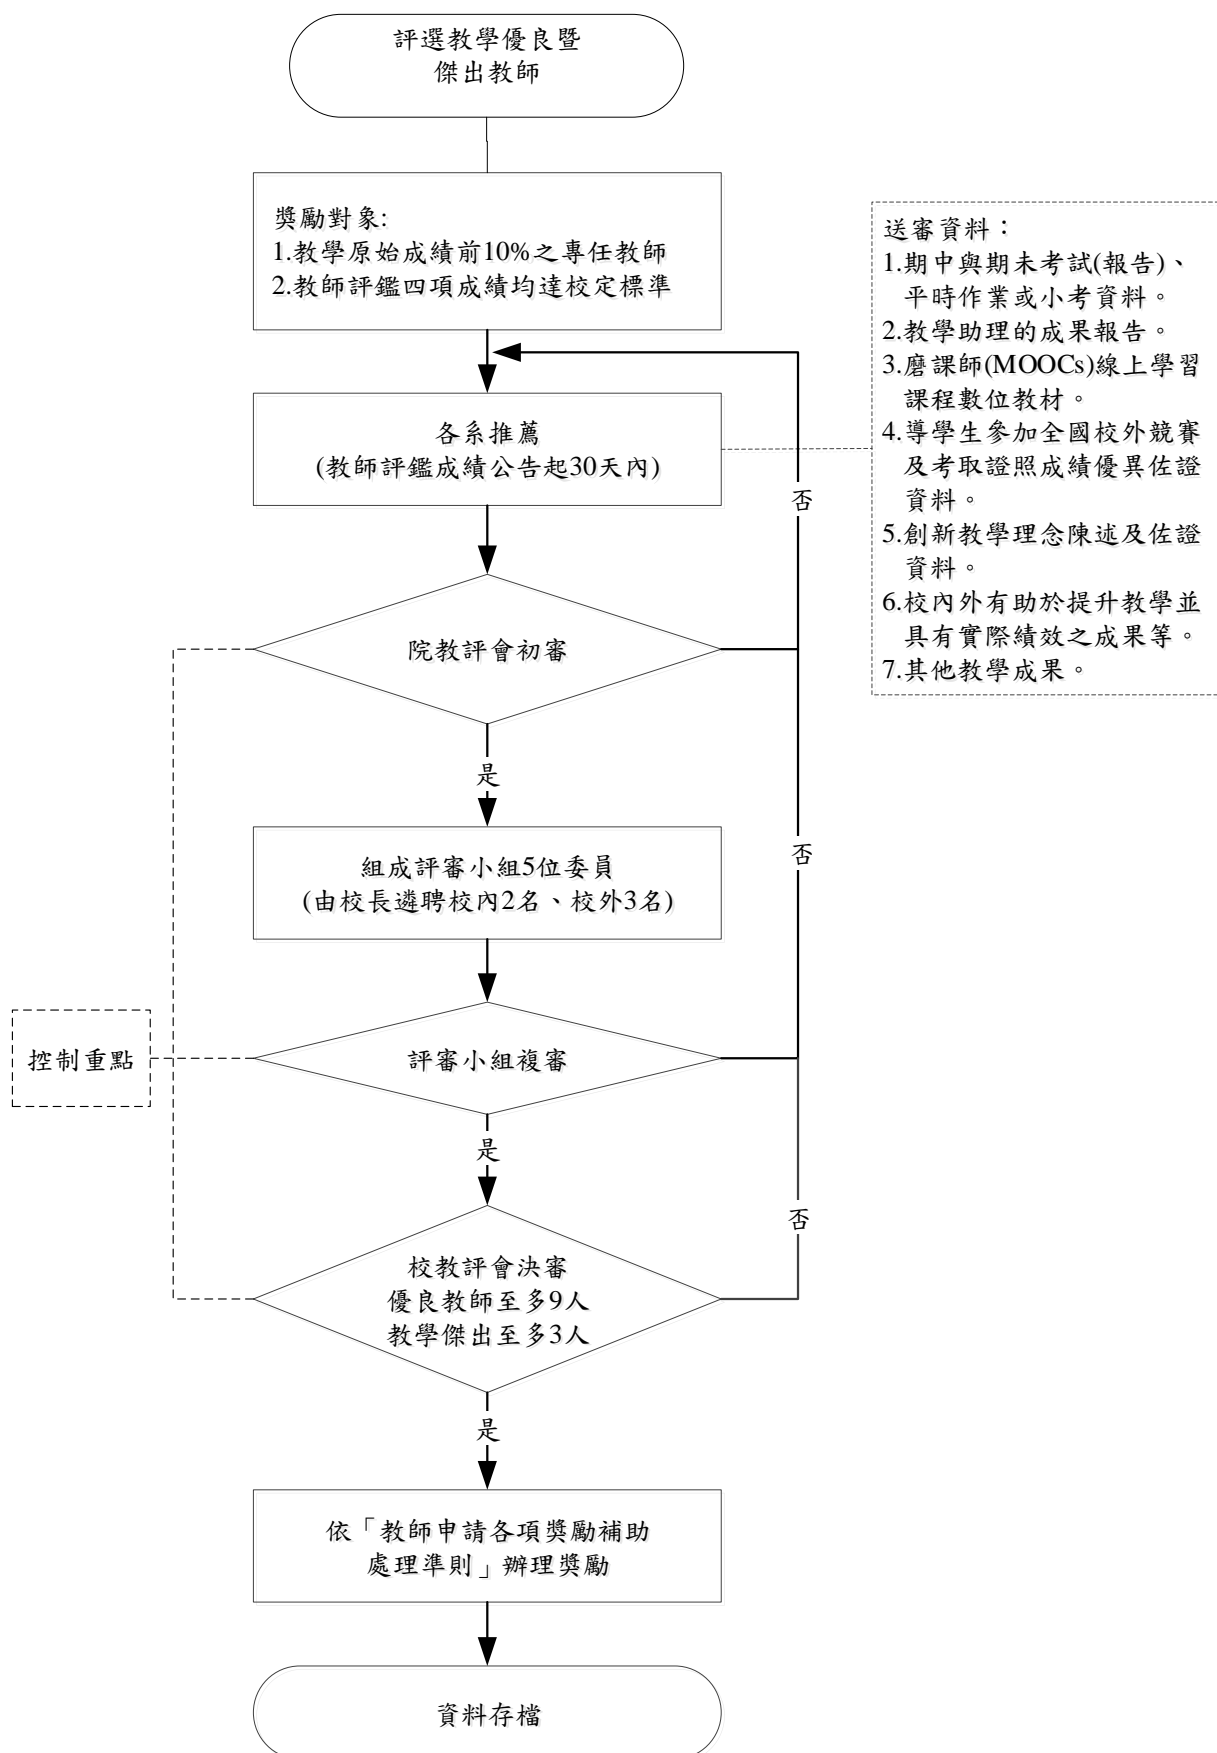 評選教學優良暨
傑出教師
獎勵對象:
1.教學原始成績前10%之專任教師
2.教師評鑑四項成績均達校定標準
送審資料：
1.期中與期未考試(報告)、
平時作業或小考資料。
2.教學助理的成果報告。
3.磨課師(MOOCs)線上學習
課程數位教材。
4.導學生參加全國校外競賽
及考取證照成績優異佐證
資料。
5.創新教學理念陳述及佐證
資料。
6.校內外有助於提升教學並
具有實際績效之成果等。
7.其他教學成果。
各系推薦
(教師評鑑成績公告起30天內)
否
院教評會初審
是
組成評審小組5位委員
(由校長遴聘校內2名、校外3名)
否
控制重點
評審小組複審
是
否
校教評會決審
優良教師至多9人
教學傑出至多3人
是
依「教師申請各項獎勵補助
處理準則」辦理獎勵
資料存檔